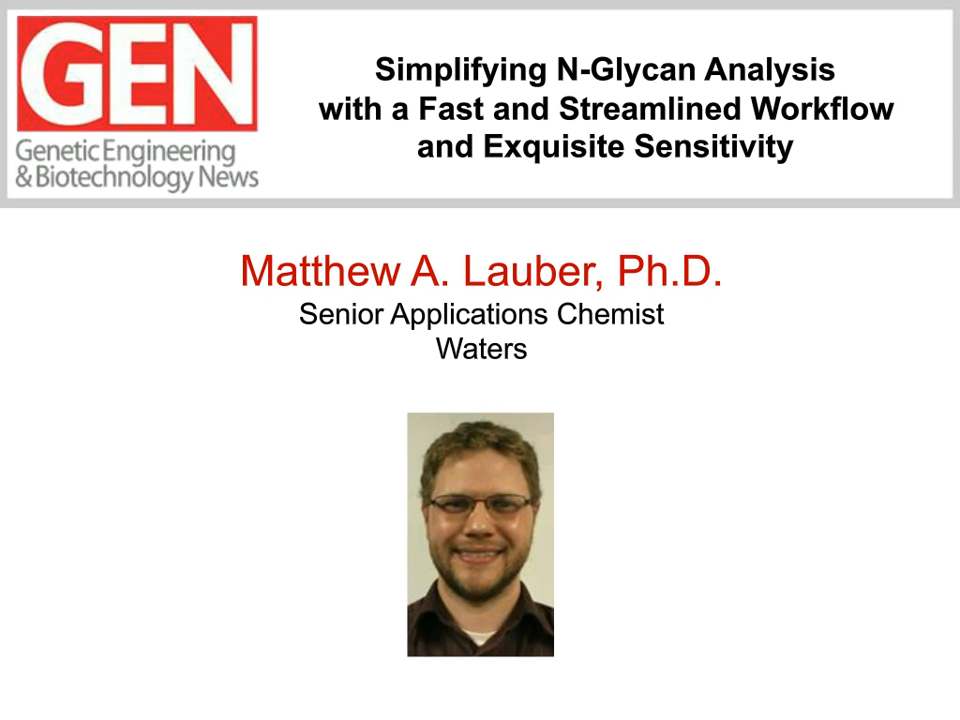 GEN
Genetic Engineering
& Biotechnology News
Simplifying N-Glycan Analysis
with a Fast and Streamlined Workflow
and Exquisite Sensitivity
Matthew A. Lauber, Ph.D.
Senior Applications Chemist
Waters